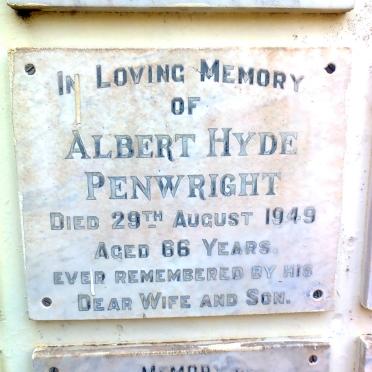 In Loving Memory
of
Albert Hyde
Penwright
Died 29th August 1949
Aged 66 Years.
Ever remembered by his
Dear Wife and Son.
Memory